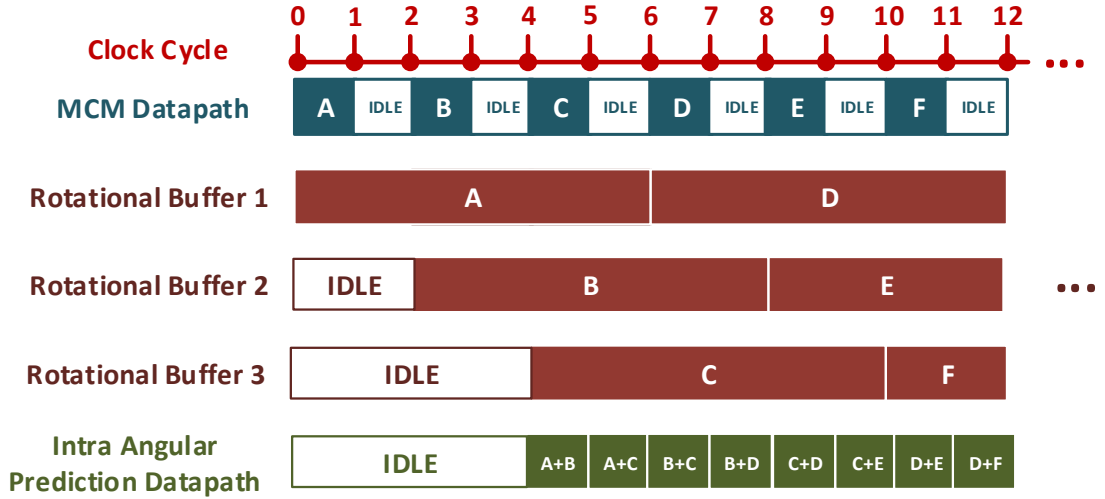 0 1 2 3 4 5 6 7 8 9 10 11 12
Clock Cycle ...
MCM Datapath A IDLE B IDLE C IDLE D IDLE E IDLE F IDLE
Rotational Buffer 1 A D
Rotational Buffer 2 IDLE B E ...
Rotational Buffer 3 IDLE C F
Intra Angular
Prediction Datapath IDLE A+B A+C B+C B+D C+D C+E D+E D+F